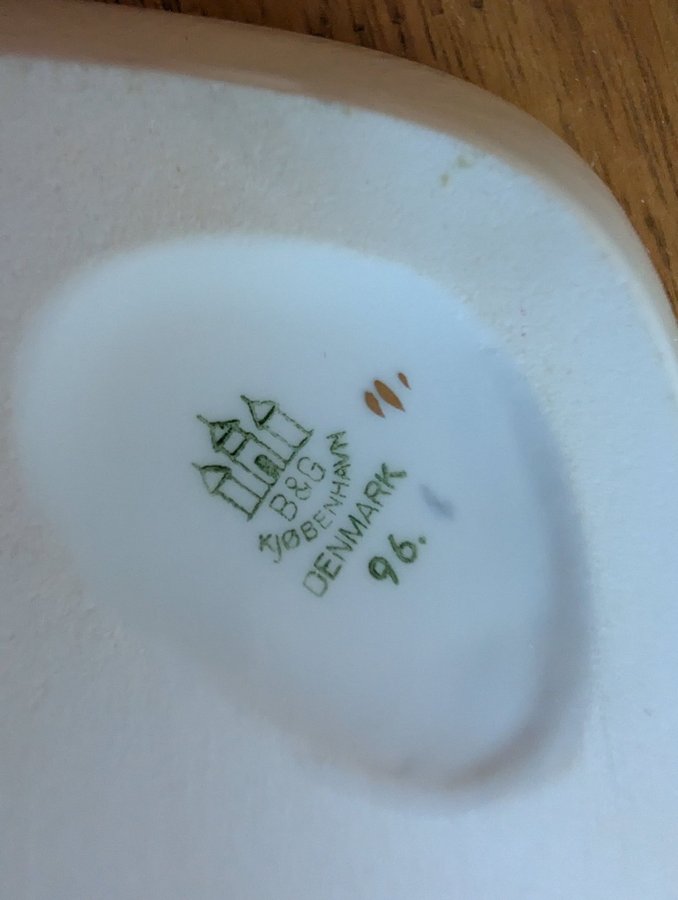 B&G
KJØBENHAVN
DENMARK
96.